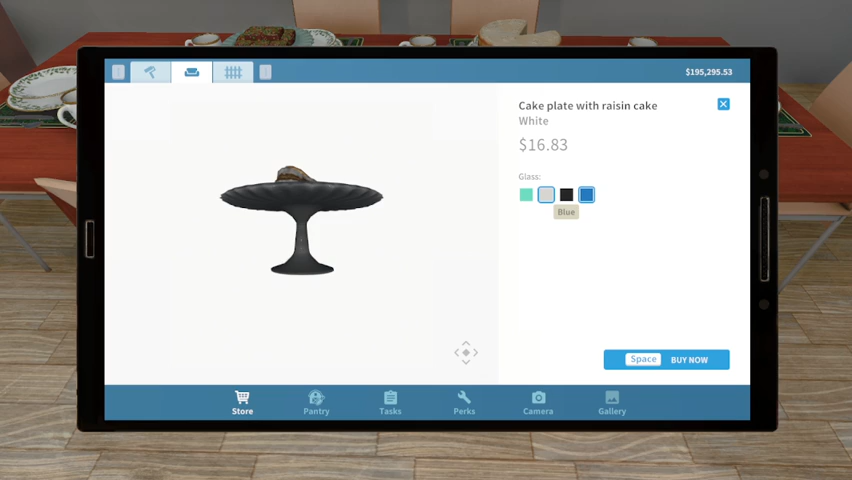 $195,295.53
Cake plate with raisin cake
White
$16.83
Glass:
Blue
Space BUY NOW
Store Pantry Tasks Perks Camera Gallery